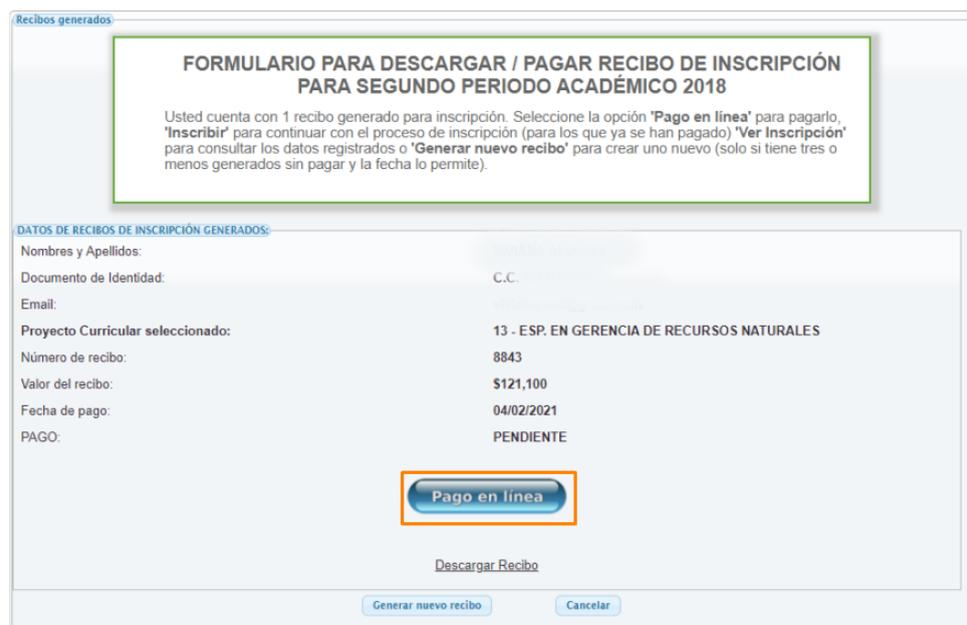 Recibos generados
FORMULARIO PARA DESCARGAR / PAGAR RECIBO DE INSCRIPCIÓN
PARA SEGUNDO PERIODO ACADÉMICO 2018
Usted cuenta con 1 recibo generado para inscripción. Seleccione la opción 'Pago en línea' para pagarlo,
'Inscribir' para continuar con el proceso de inscripción (para los que ya se han pagado) 'Ver Inscripción'
para consultar los datos registrados o 'Generar nuevo recibo' para crear uno nuevo (solo si tiene tres o
menos generados sin pagar y la fecha lo permite).
DATOS DE RECIBOS DE INSCRIPCIÓN GENERADOS:
Nombres y Apellidos:
Documento de Identidad: C.C.
Email:
Proyecto Curricular seleccionado: 13 - ESP. EN GERENCIA DE RECURSOS NATURALES
Número de recibo: 8843
Valor del recibo: $121,100
Fecha de pago: 04/02/2021
PAGO: PENDIENTE
Pago en línea
Descargar Recibo
Generar nuevo recibo Cancelar